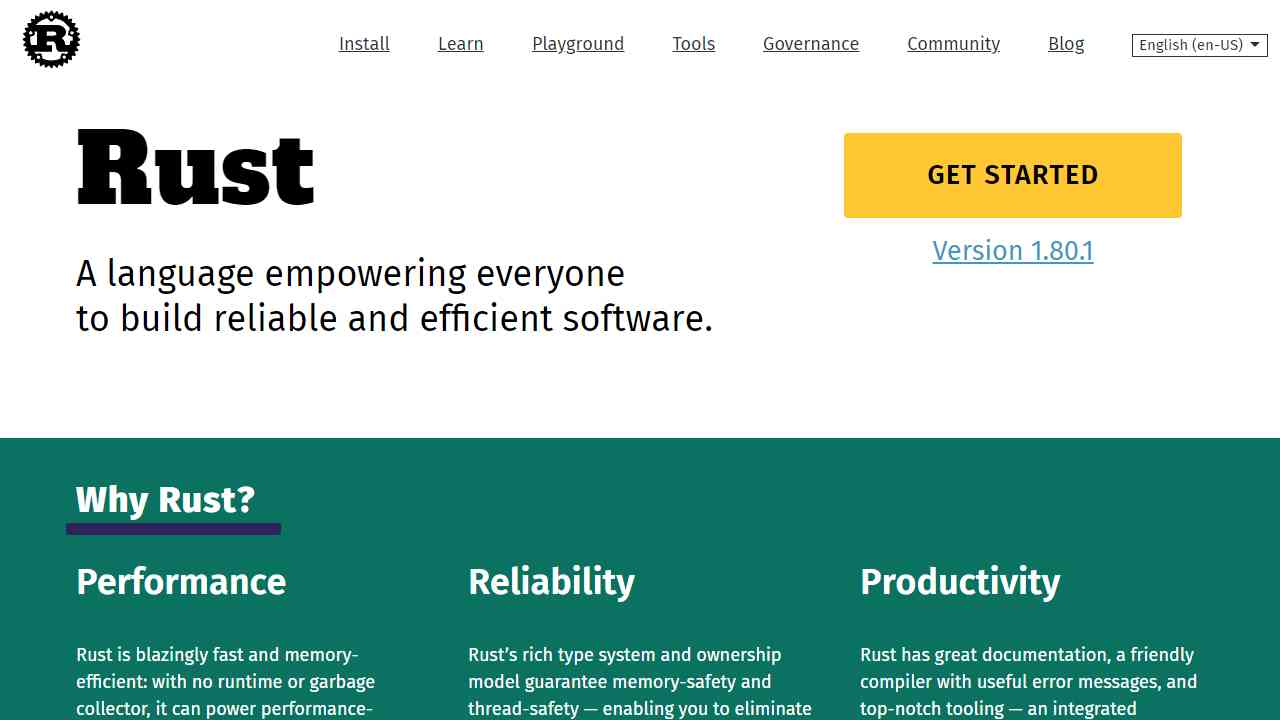 R
Install Learn Playground Tools Governance Community Blog English (en-US)
Rust
GET STARTED
Version 1.80.1
A language empowering everyone
to build reliable and efficient software.
Why Rust?
Performance
Rust is blazingly fast and memory-
efficient: with no runtime or garbage
collector, it can power performance-
Reliability
Rust’s rich type system and ownership
model guarantee memory-safety and
thread-safety — enabling you to eliminate
Productivity
Rust has great documentation, a friendly
compiler with useful error messages, and
top-notch tooling — an integrated